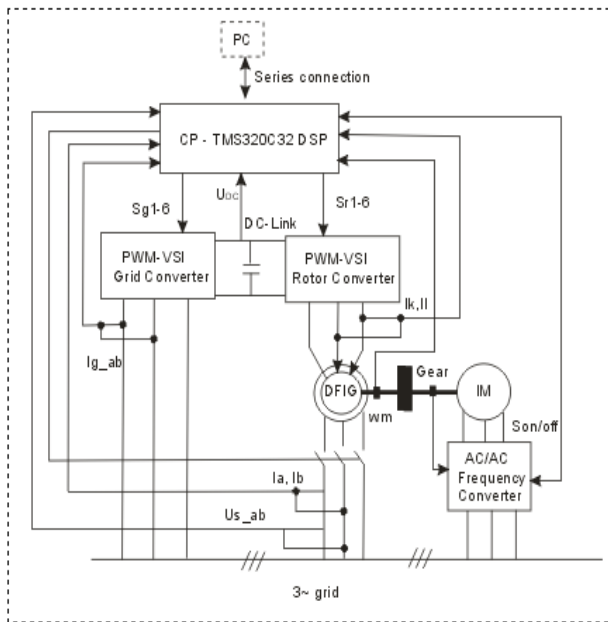 PC
Series connection
CP - TMS320C32 DSP
Sg1-6
UDC
Sr1-6
DC-Link
PWM-VSI
Grid Converter
PWM-VSI
Rotor Converter
Ik,Il
Ig_ab
Gear
DFIG
IM
wm
Son/off
AC/AC
Frequency
Converter
Ia, Ib
Us_ab
3~ grid